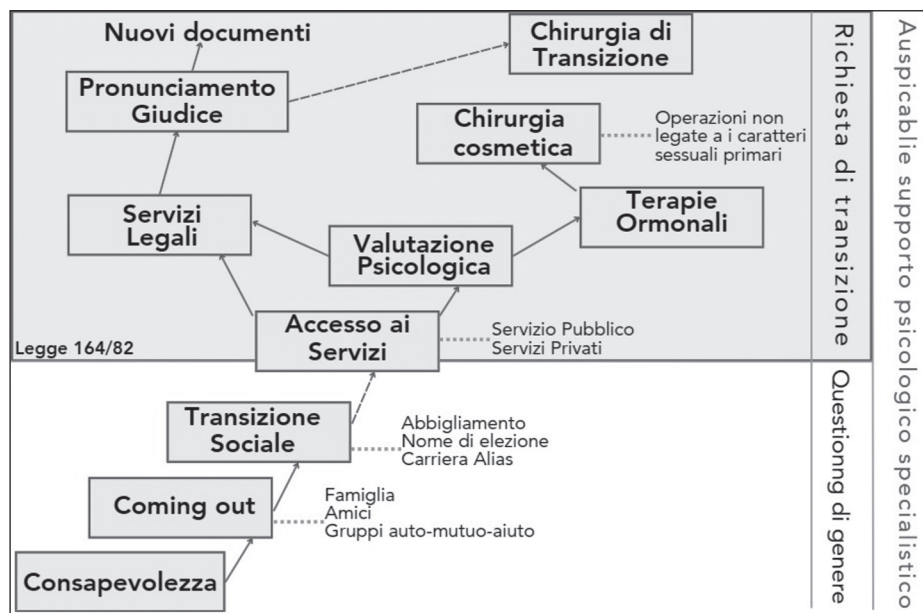 Nuovi documenti
Chirurgia di
Transizione
Pronunciamento
Giudice
Chirurgia
cosmetica
Operazioni non
legate a i caratteri
sessuali primari
Servizi
Legali
Terapie
Ormonali
Valutazione
Psicologica
Accesso ai
Servizi
Servizio Pubblico
Servizi Privati
Legge 164/82
Transizione
Sociale
Abbigliamento
Nome di elezione
Carriera Alias
Coming out
Famiglia
Amici
Gruppi auto-mutuo-aiuto
Consapevolezza
Richiesta di transizione
Questionng di genere
Auspicablie supporto psicologico specialistico